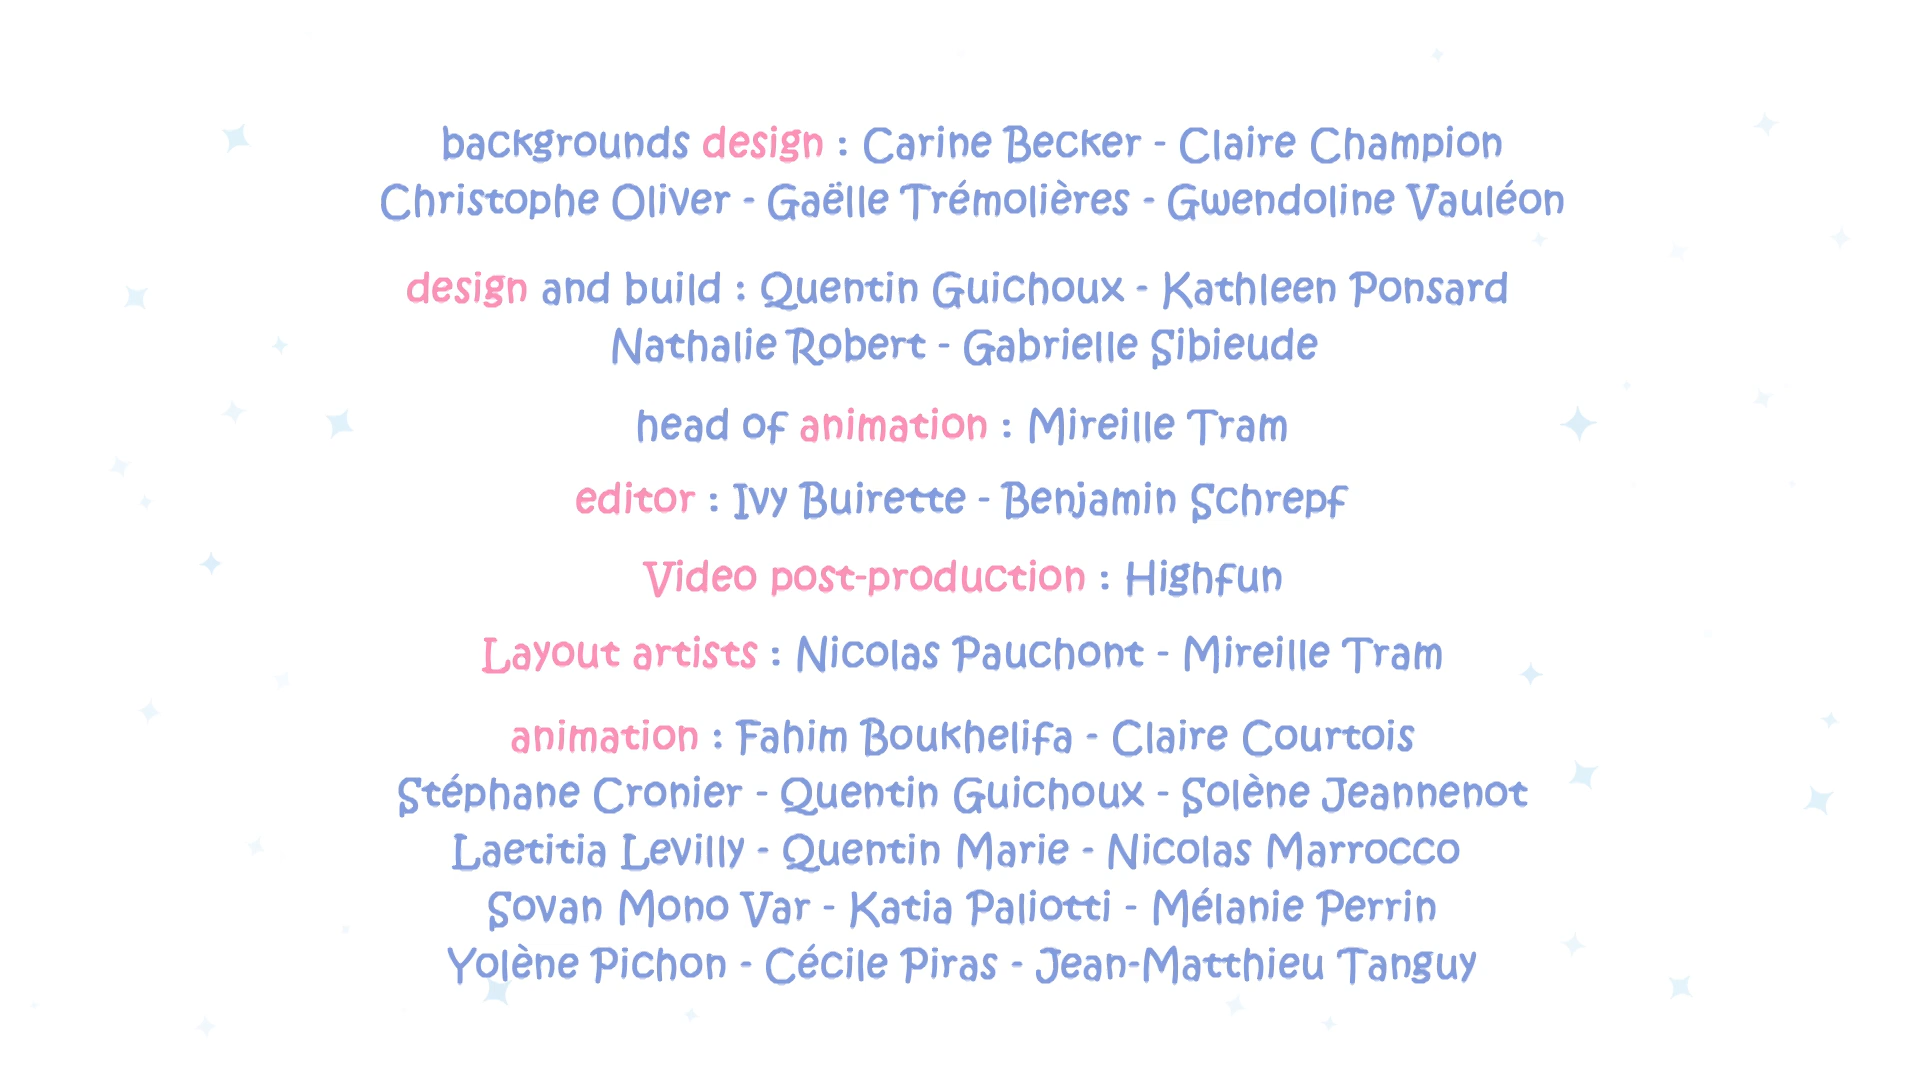 backgrounds design : Carine Becker - Claire Champion
Christophe Oliver - Gaëlle Trémolières - Gwendoline Vauléon
design and build : Quentin Guichoux - Kathleen Ponsard
Nathalie Robert - Gabrielle Sibieude
head of animation : Mireille Tram
editor : Ivy Buirette - Benjamin Schrepf
Video post-production : Highfun
Layout artists : Nicolas Pauchont - Mireille Tram
animation : Fahim Boukhelifa - Claire Courtois
Stéphane Cronier - Quentin Guichoux - Solène Jeannenot
Laetitia Levilly - Quentin Marie - Nicolas Marrocco
Sovan Mono Var - Katia Paliotti - Mélanie Perrin
Yolène Pichon - Cécile Piras - Jean-Matthieu Tanguy